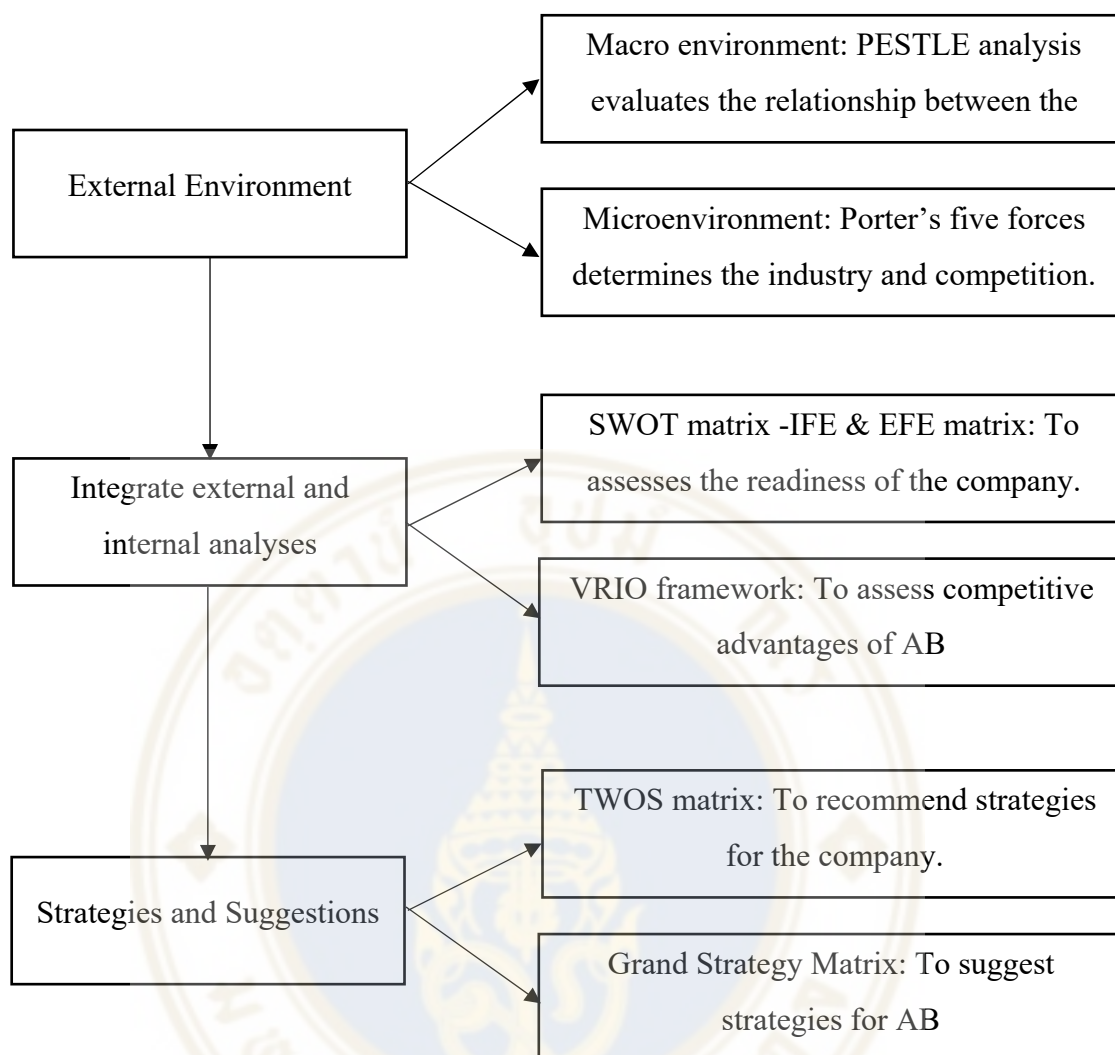 Macro environment: PESTLE analysis
evaluates the relationship between the
External Environment
Microenvironment: Porter’s five forces
determines the industry and competition.
SWOT matrix -IFE & EFE matrix: To
assesses the readiness of the company.
Integrate external and
internal analyses
VRIO framework: To assess competitive
advantages of AB
TWOS matrix: To recommend strategies
for the company.
Strategies and Suggestions
Grand Strategy Matrix: To suggest
strategies for AB